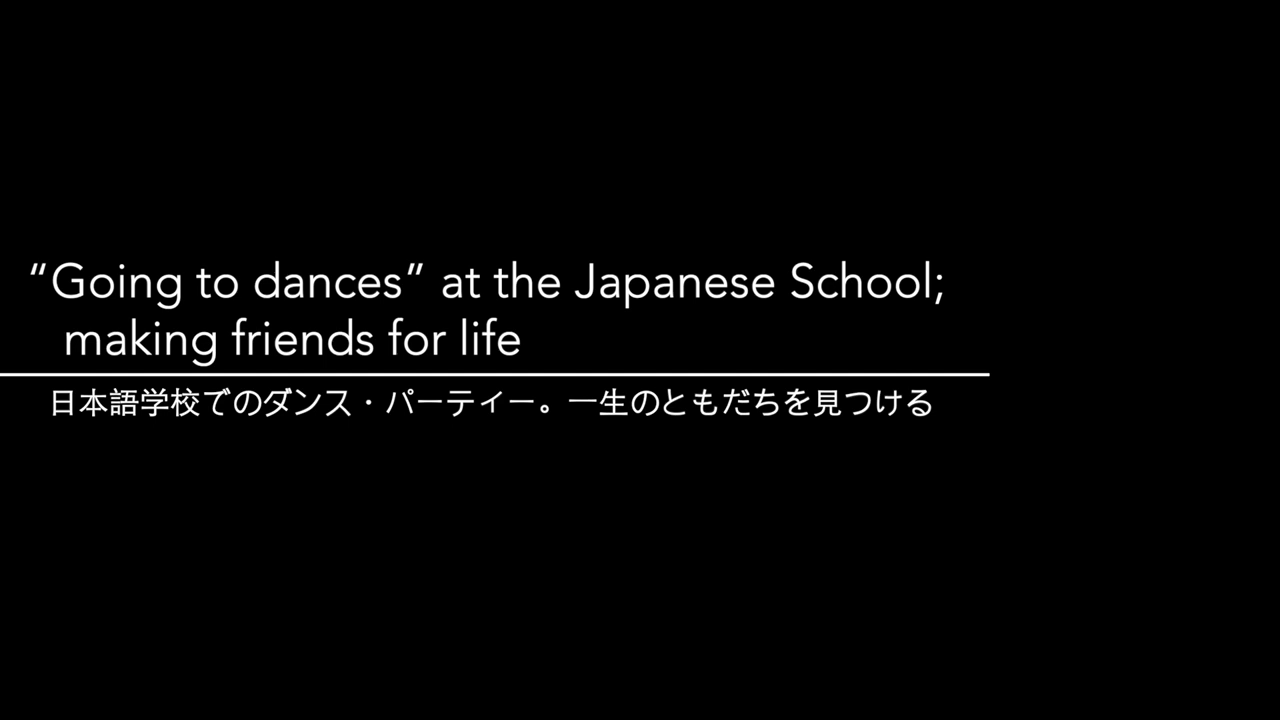 “Going to dances” at the Japanese School;
making friends for life
日本語学校でのダンス・パーティー。一生のともだちを見つける